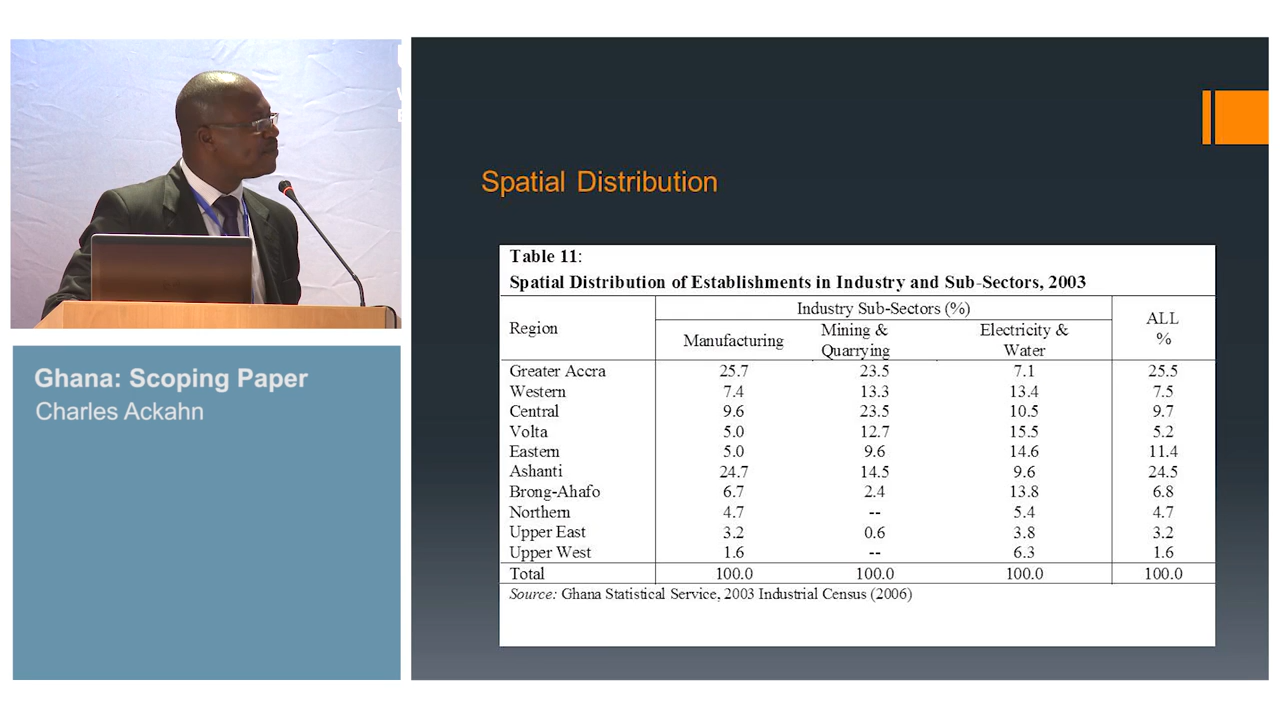 Ghana: Scoping Paper
Charles Ackahn
Spatial Distribution
Table 11:
Spatial Distribution of Establishments in Industry and Sub-Sectors, 2003
Region Industry Sub-Sectors (%) ALL %
Manufacturing Mining & Quarrying Electricity & Water
Greater Accra 25.7 23.5 7.1 25.5
Western 7.4 13.3 13.4 7.5
Central 9.6 23.5 10.5 9.7
Volta 5.0 12.7 15.5 5.2
Eastern 5.0 9.6 14.6 11.4
Ashanti 24.7 14.5 9.6 24.5
Brong-Ahafo 6.7 2.4 13.8 6.8
Northern 4.7 -- 5.4 4.7
Upper East 3.2 0.6 3.8 3.2
Upper West 1.6 -- 6.3 1.6
Total 100.0 100.0 100.0 100.0
Source: Ghana Statistical Service, 2003 Industrial Census (2006)